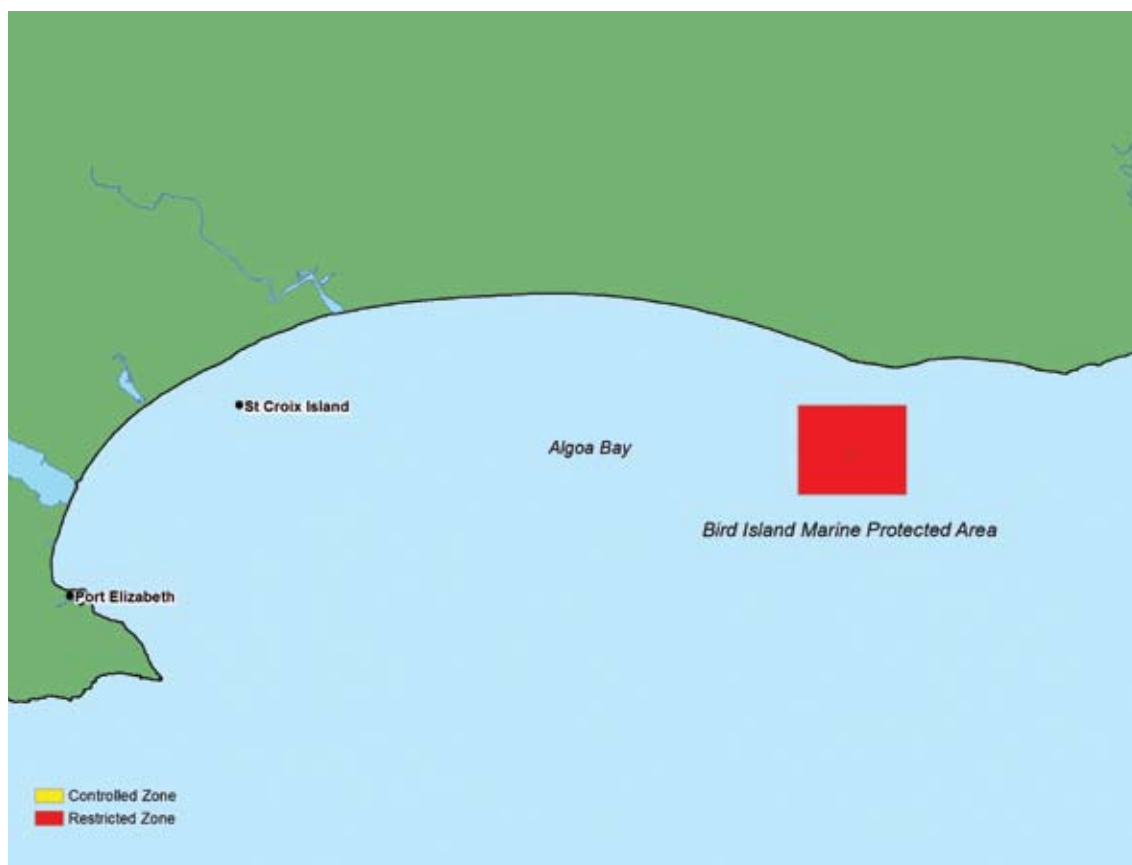 St Croix Island
Algoa Bay
Bird Island Marine Protected Area
Port Elizabeth
Controlled Zone
Restricted Zone